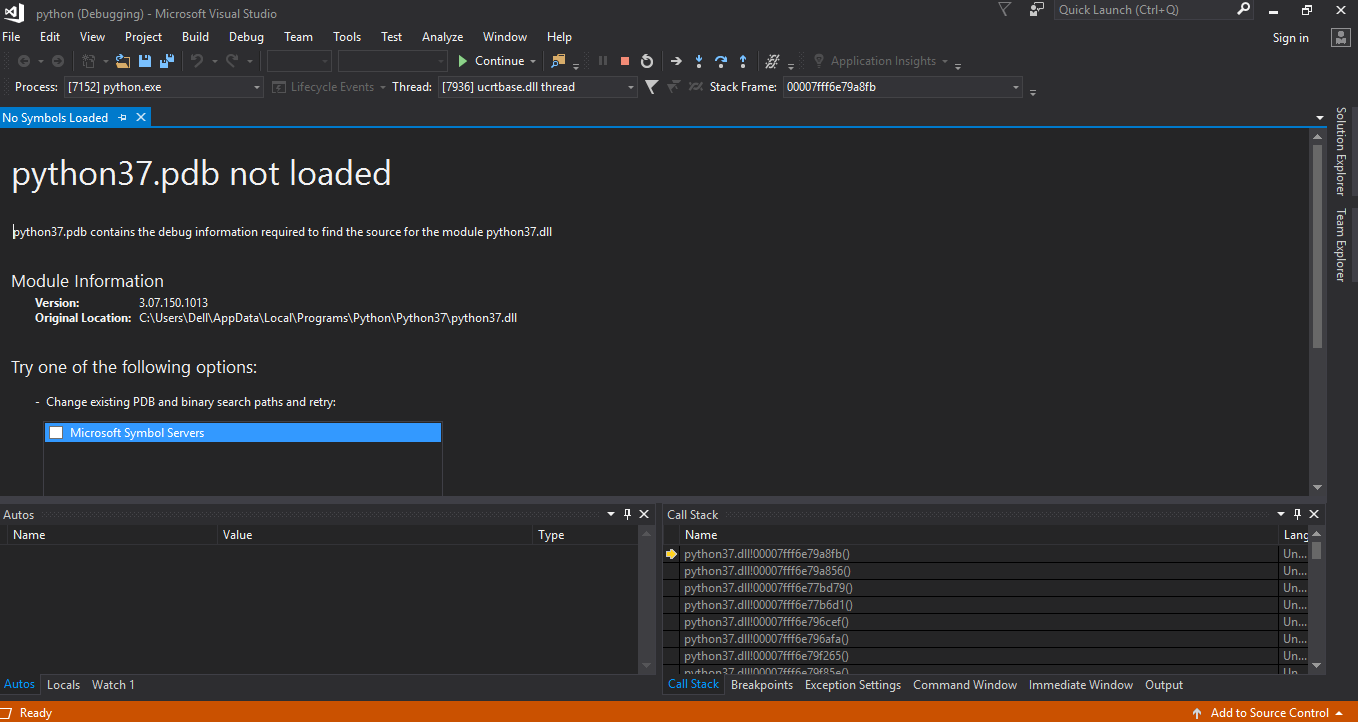 python (Debugging) - Microsoft Visual Studio
Quick Launch (Ctrl+Q)
File Edit View Project Build Debug Team Tools Test Analyze Window Help
Sign in
Continue
Application Insights
Process: [7152] python.exe Lifecycle Events Thread: [7936] ucrtbase.dll thread Stack Frame: 00007fff6e79a8fb
No Symbols Loaded
Solution Explorer
Team Explorer
python37.pdb not loaded
python37.pdb contains the debug information required to find the source for the module python37.dll
Module Information
Version: 3.07.150.1013
Original Location: C:\Users\Dell\AppData\Local\Programs\Python\Python37\python37.dll
Try one of the following options:
- Change existing PDB and binary search paths and retry:
Microsoft Symbol Servers
Autos
Name Value Type
Autos Locals Watch 1
Call Stack
Name Lang
python37.dll!00007fff6e79a8fb() Un...
python37.dll!00007fff6e79a856() Un...
python37.dll!00007fff6e77bd79() Un...
python37.dll!00007fff6e77b6d1() Un...
python37.dll!00007fff6e796cef() Un...
python37.dll!00007fff6e796afa() Un...
python37.dll!00007fff6e79f265() Un...
python37.dll!00007fff6e79f85e() Un...
Call Stack Breakpoints Exception Settings Command Window Immediate Window Output
Ready
Add to Source Control